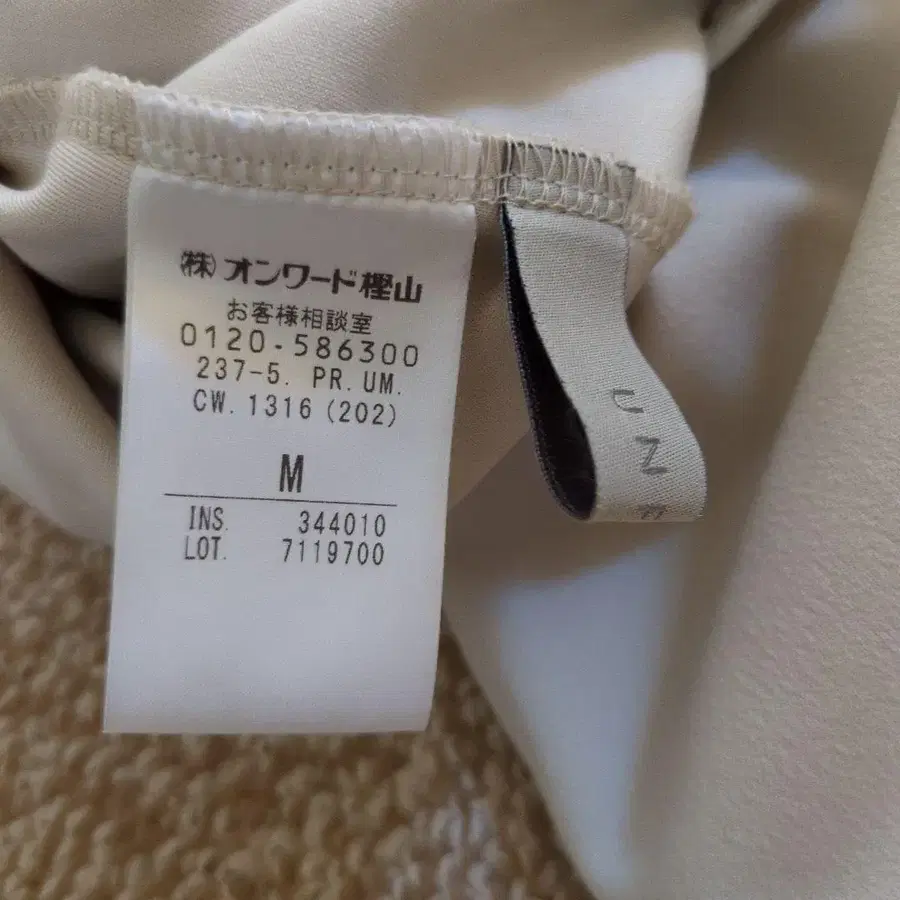 ㈱オンワード樫山
お客様相談室
0120-586300
237-5. PR. UM.
CW. 1316 (202)
M
INS. 344010
LOT. 7119700
UN